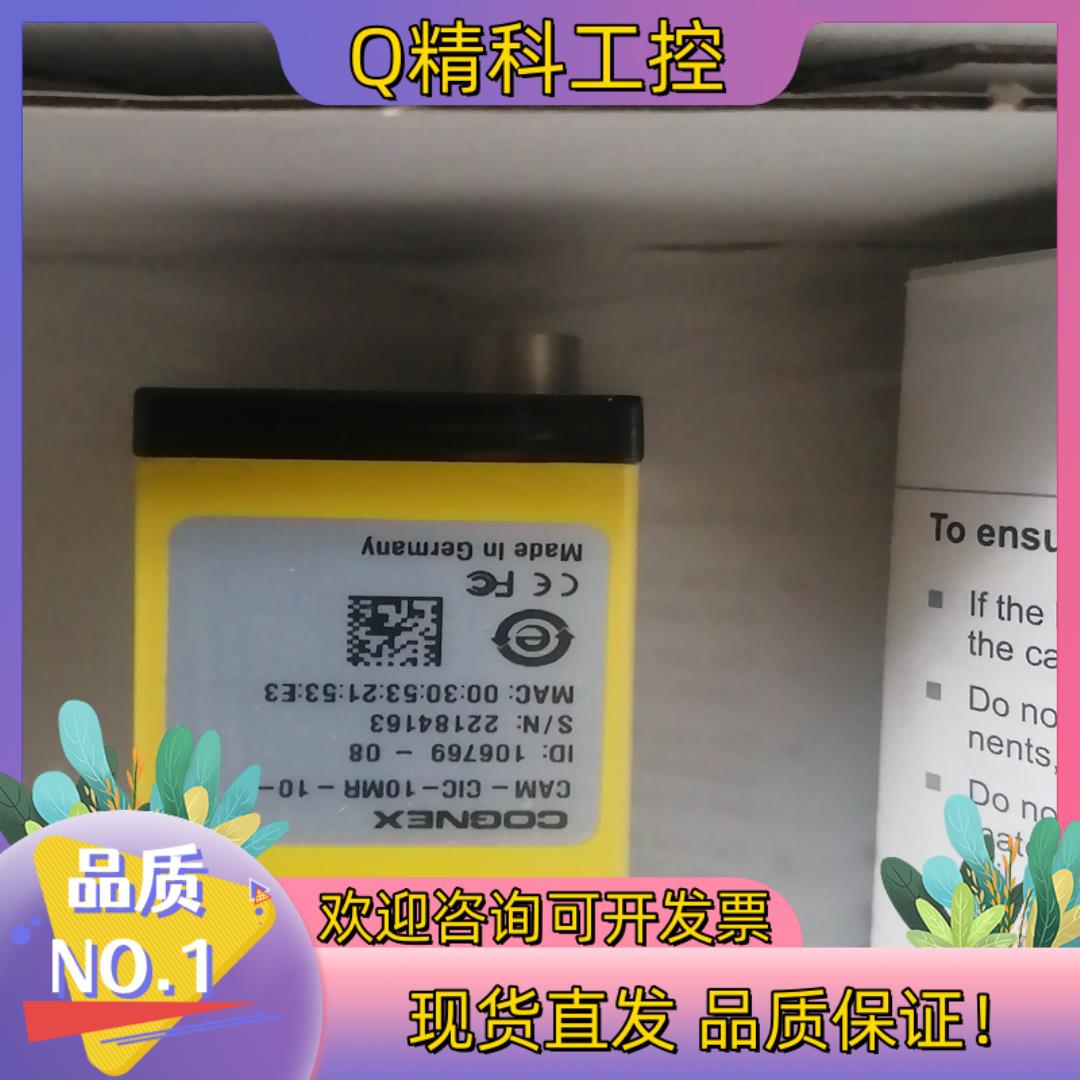 Q精科工控
COGNEX
CAM - CIC-10MR - 10-
ID: 106769 - 08
S/N: 22184163
MAC: 00:30:53:21:53:E3
CE FC
Made In Germany
To ensu
If the
the ca
Do no
nents,
Do no
品质
NO.1
欢迎咨询可开发票
现货直发 品质保证!